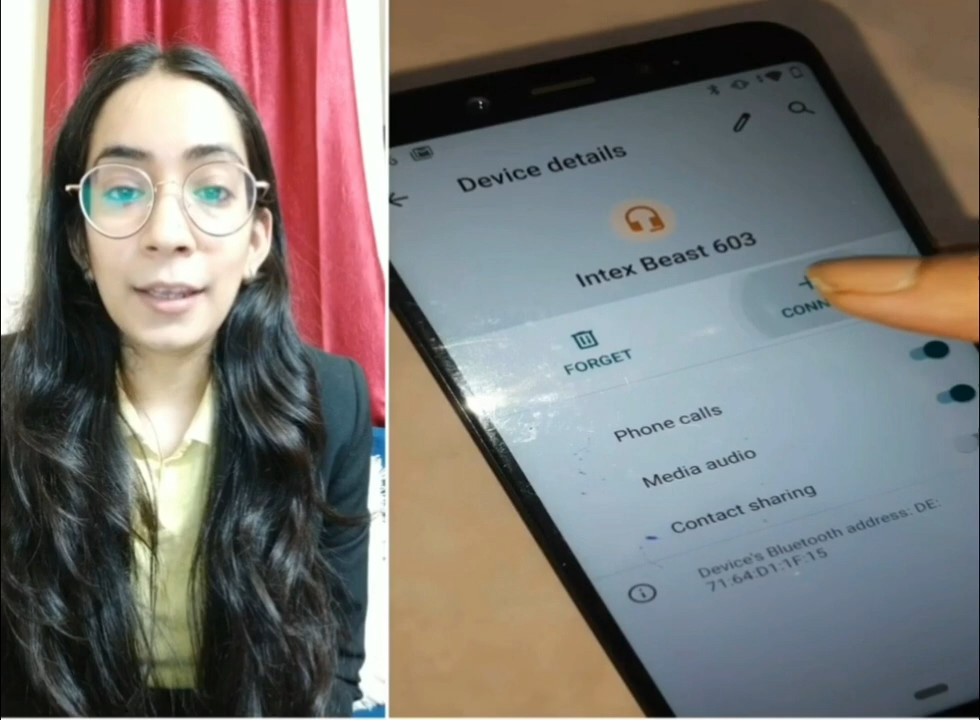 Device details
Intex Beast 603
FORGET
Phone calls
Media audio
Contact sharing
Device's Bluetooth address: DE:
71:64:D1:1F:15